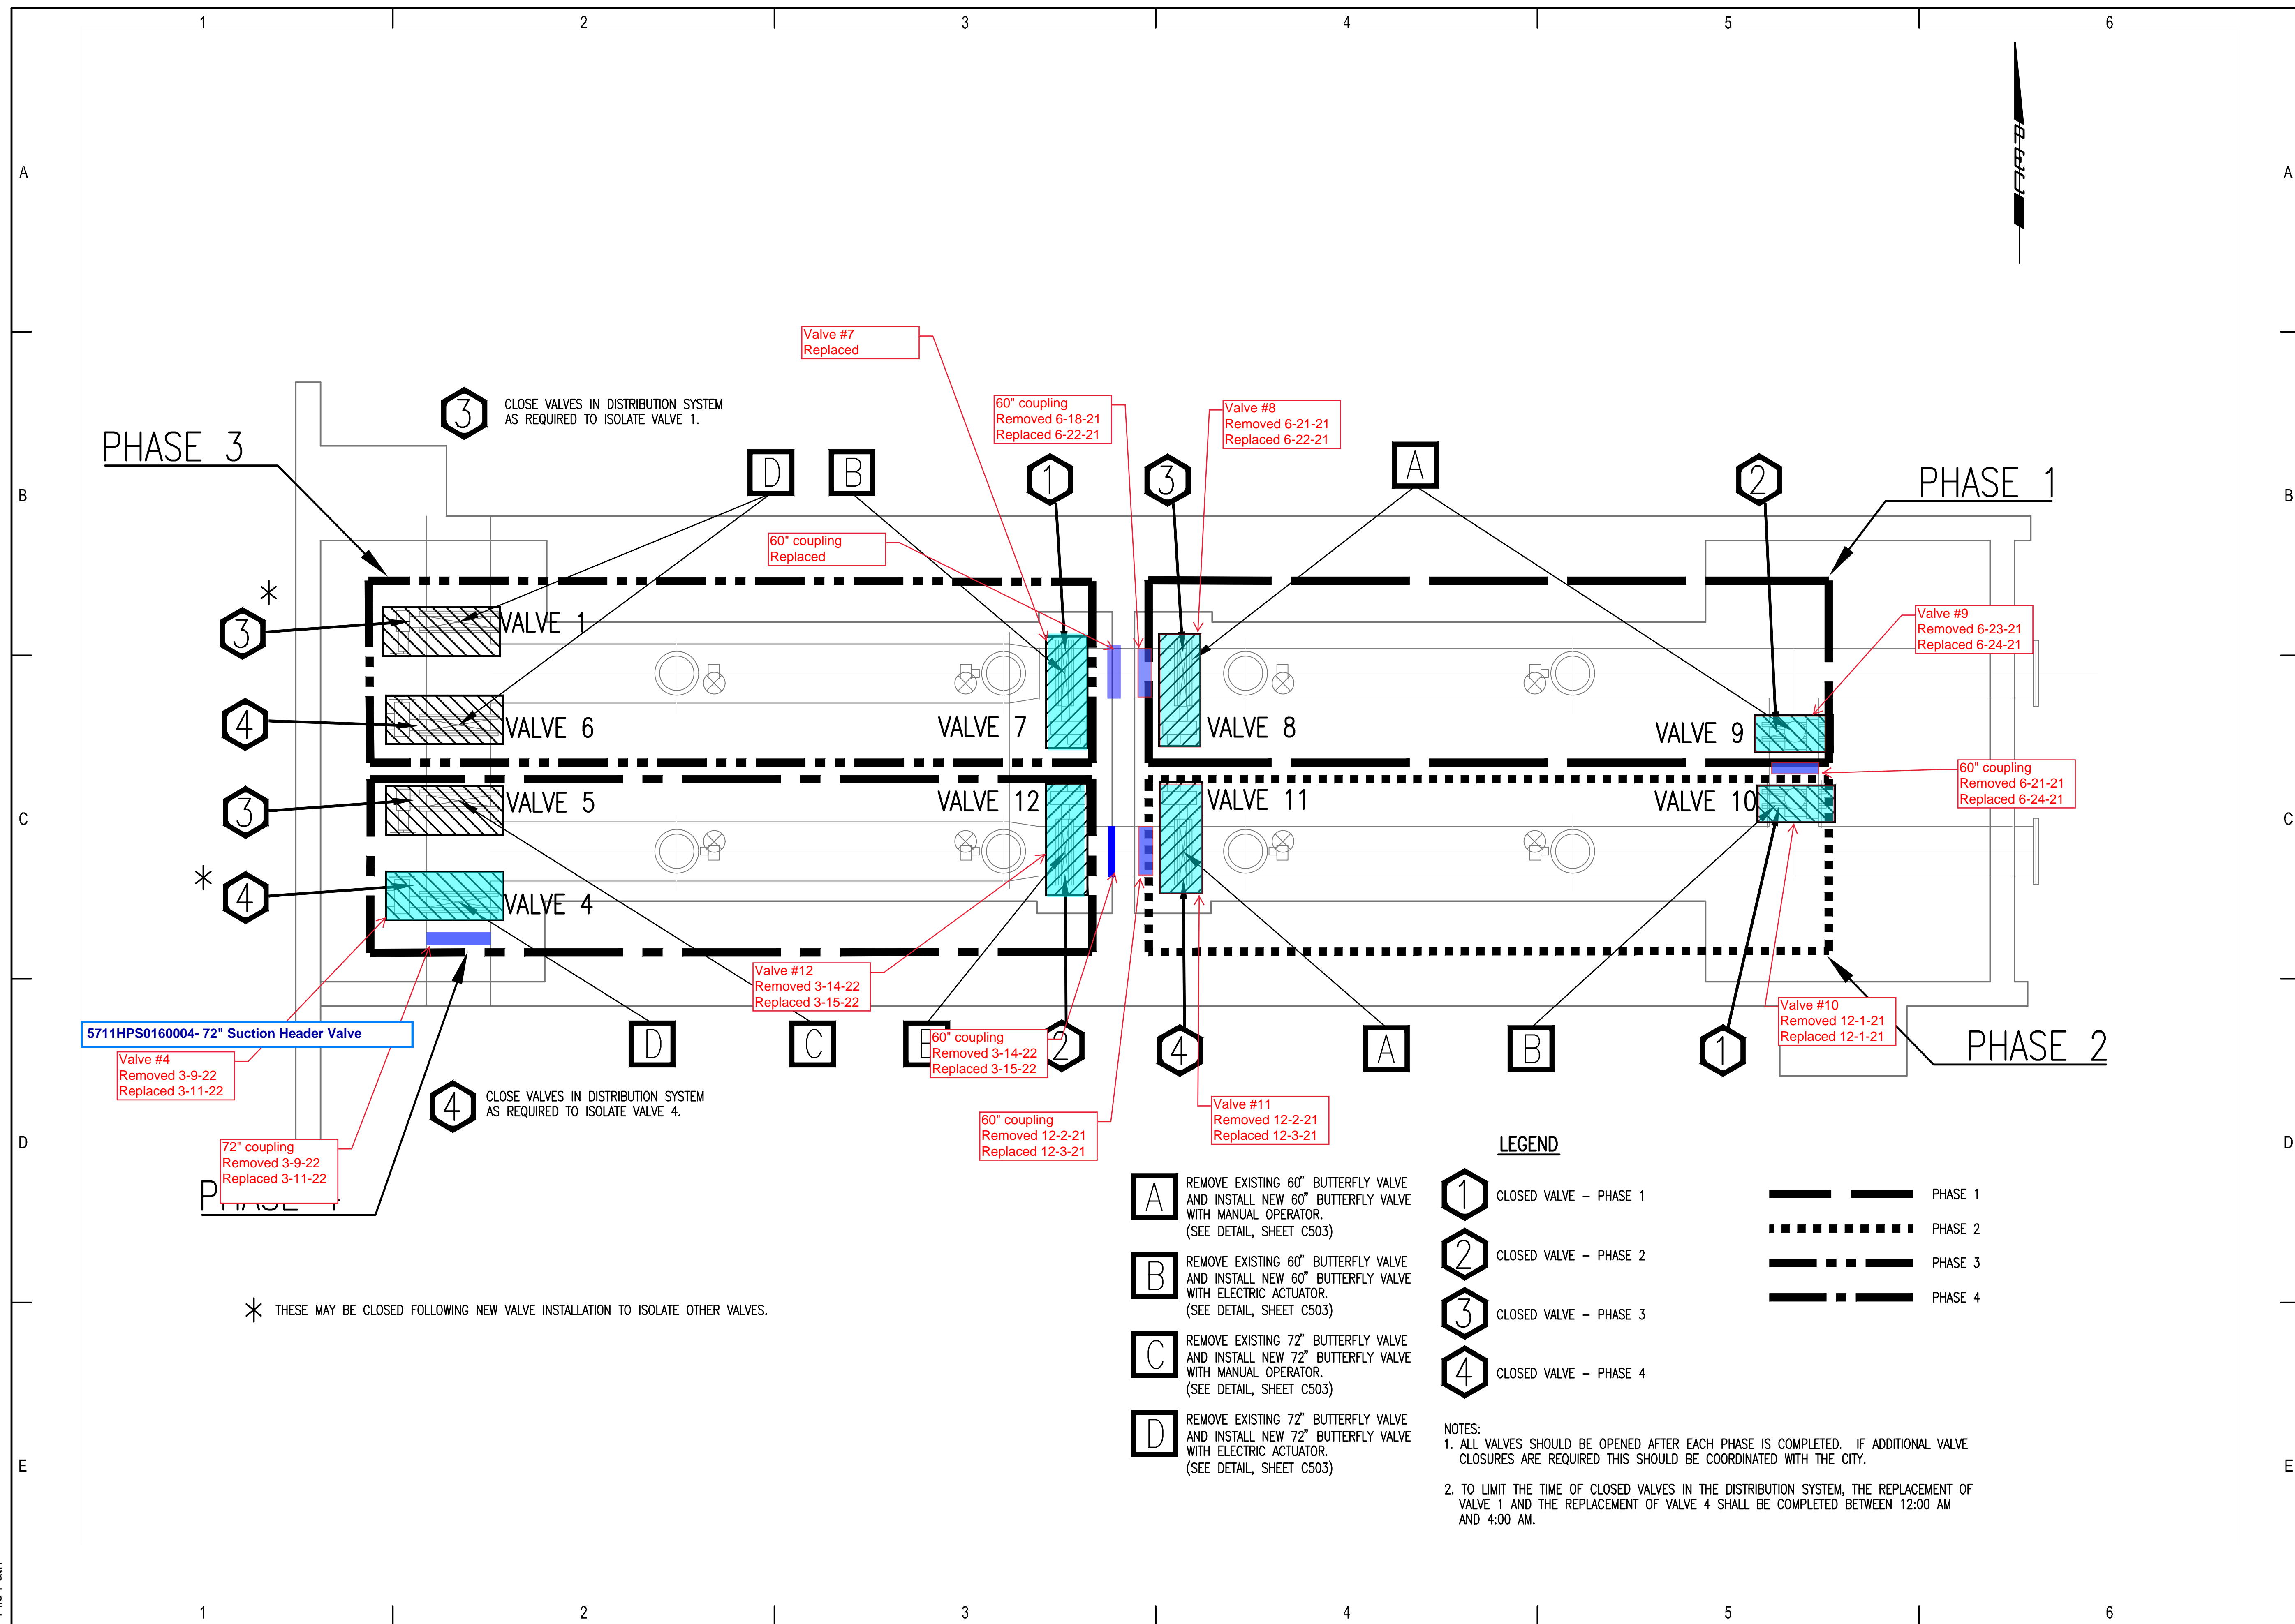 1 2 3 4 5 6
A A
Valve #7
Replaced
3 CLOSE VALVES IN DISTRIBUTION SYSTEM
AS REQUIRED TO ISOLATE VALVE 1.
60" coupling
Removed 6-18-21
Replaced 6-22-21
Valve #8
Removed 6-21-21
Replaced 6-22-21
PHASE 3
D B 1 3 A 2
PHASE 1
B B
60" coupling
Replaced
3 VALVE 1
Valve #9
Removed 6-23-21
Replaced 6-24-21
4 VALVE 6
VALVE 7
VALVE 8
VALVE 9
60" coupling
Removed 6-21-21
Replaced 6-24-21
3 VALVE 5
VALVE 12
VALVE 11
VALVE 10
C C
4 VALVE 4
Valve #12
Removed 3-14-22
Replaced 3-15-22
Valve #10
Removed 12-1-21
Replaced 12-1-21
5711HPS0160004- 72" Suction Header Valve
D C 2 4 A B 1
60" coupling
Removed 3-14-22
Replaced 3-15-22
PHASE 2
Valve #4
Removed 3-9-22
Replaced 3-11-22
4 CLOSE VALVES IN DISTRIBUTION SYSTEM
AS REQUIRED TO ISOLATE VALVE 4.
60" coupling
Removed 12-2-21
Replaced 12-3-21
Valve #11
Removed 12-2-21
Replaced 12-3-21
D D
72" coupling
Removed 3-9-22
Replaced 3-11-22
* THESE MAY BE CLOSED FOLLOWING NEW VALVE INSTALLATION TO ISOLATE OTHER VALVES.
A REMOVE EXISTING 60" BUTTERFLY VALVE
AND INSTALL NEW 60" BUTTERFLY VALVE
WITH MANUAL OPERATOR.
(SEE DETAIL, SHEET C503)
B REMOVE EXISTING 60" BUTTERFLY VALVE
AND INSTALL NEW 60" BUTTERFLY VALVE
WITH ELECTRIC ACTUATOR.
(SEE DETAIL, SHEET C503)
C REMOVE EXISTING 72" BUTTERFLY VALVE
AND INSTALL NEW 72" BUTTERFLY VALVE
WITH MANUAL OPERATOR.
(SEE DETAIL, SHEET C503)
D REMOVE EXISTING 72" BUTTERFLY VALVE
AND INSTALL NEW 72" BUTTERFLY VALVE
WITH ELECTRIC ACTUATOR.
(SEE DETAIL, SHEET C503)
LEGEND
1 CLOSED VALVE – PHASE 1
2 CLOSED VALVE – PHASE 2
3 CLOSED VALVE – PHASE 3
4 CLOSED VALVE – PHASE 4
PHASE 1
PHASE 2
PHASE 3
PHASE 4
NOTES:
1. ALL VALVES SHOULD BE OPENED AFTER EACH PHASE IS COMPLETED. IF ADDITIONAL VALVE
CLOSURES ARE REQUIRED THIS SHOULD BE COORDINATED WITH THE CITY.
2. TO LIMIT THE TIME OF CLOSED VALVES IN THE DISTRIBUTION SYSTEM, THE REPLACEMENT OF
VALVE 1 AND THE REPLACEMENT OF VALVE 4 SHALL BE COMPLETED BETWEEN 12:00 AM
AND 4:00 AM.
E E
1 2 3 4 5 6